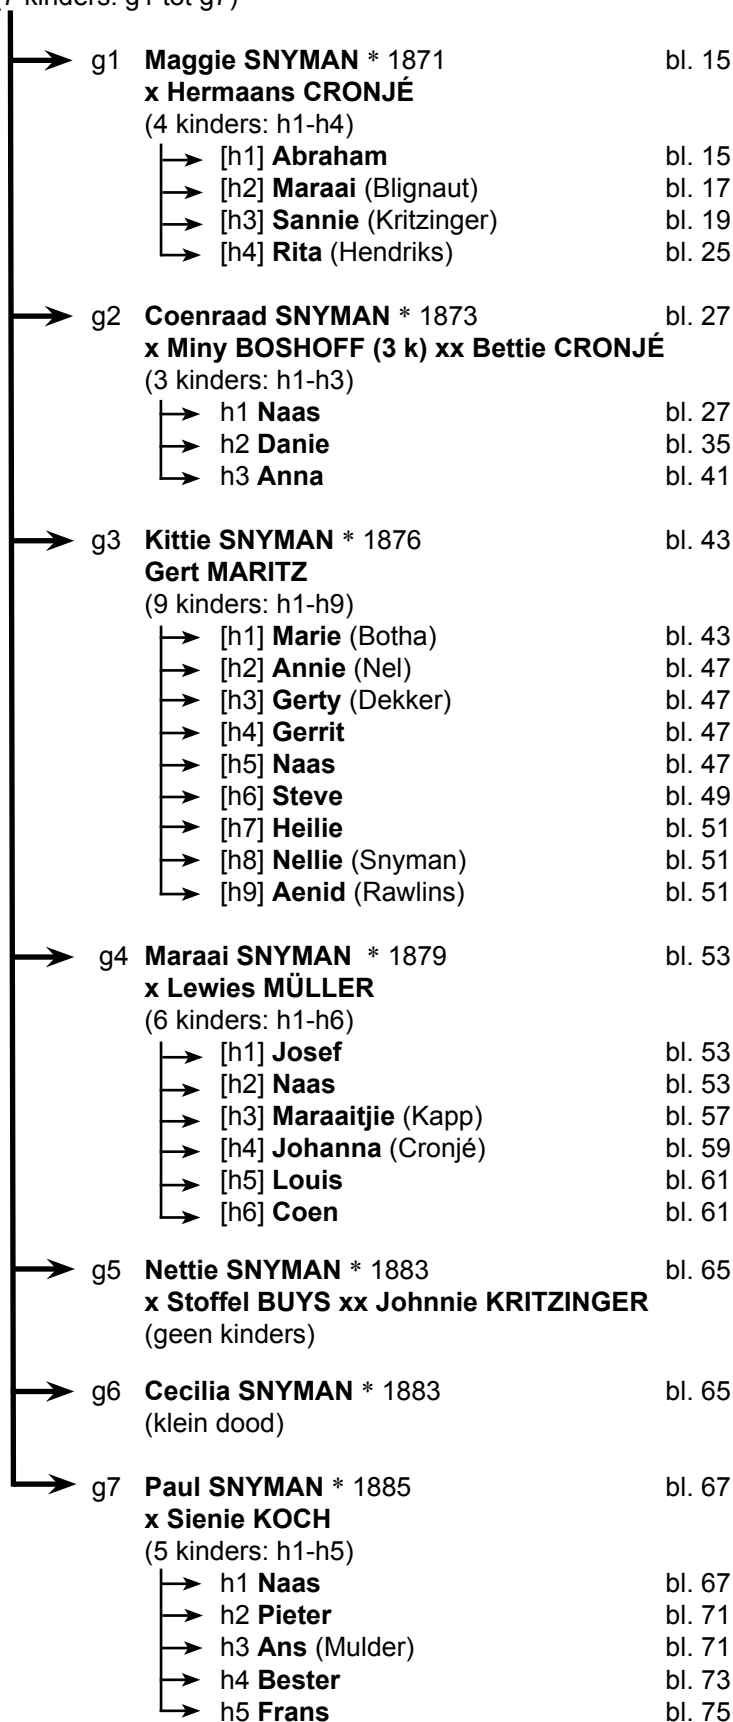 7 kinders: g1 tot g7)
g1 Maggie SNYMAN * 1871 bl. 15
x Hermaans CRONJÉ
(4 kinders: h1-h4)
[h1] Abraham bl. 15
[h2] Maraai (Blignaut) bl. 17
[h3] Sannie (Kritzinger) bl. 19
[h4] Rita (Hendriks) bl. 25
g2 Coenraad SNYMAN * 1873 bl. 27
x Miny BOSHOFF (3 k) xx Bettie CRONJÉ
(3 kinders: h1-h3)
h1 Naas bl. 27
h2 Danie bl. 35
h3 Anna bl. 41
g3 Kittie SNYMAN * 1876 bl. 43
Gert MARITZ
(9 kinders: h1-h9)
[h1] Marie (Botha) bl. 43
[h2] Annie (Nel) bl. 47
[h3] Gerty (Dekker) bl. 47
[h4] Gerrit bl. 47
[h5] Naas bl. 47
[h6] Steve bl. 49
[h7] Heilie bl. 51
[h8] Nellie (Snyman) bl. 51
[h9] Aenid (Rawlins) bl. 51
g4 Maraai SNYMAN * 1879 bl. 53
x Lewies MÜLLER
(6 kinders: h1-h6)
[h1] Josef bl. 53
[h2] Naas bl. 53
[h3] Maraaitjie (Kapp) bl. 57
[h4] Johanna (Cronjé) bl. 59
[h5] Louis bl. 61
[h6] Coen bl. 61
g5 Nettie SNYMAN * 1883 bl. 65
x Stoffel BUYS xx Johnnie KRITZINGER
(geen kinders)
g6 Cecilia SNYMAN * 1883 bl. 65
(klein dood)
g7 Paul SNYMAN * 1885 bl. 67
x Sienie KOCH
(5 kinders: h1-h5)
h1 Naas bl. 67
h2 Pieter bl. 71
h3 Ans (Mulder) bl. 71
h4 Bester bl. 73
h5 Frans bl. 75